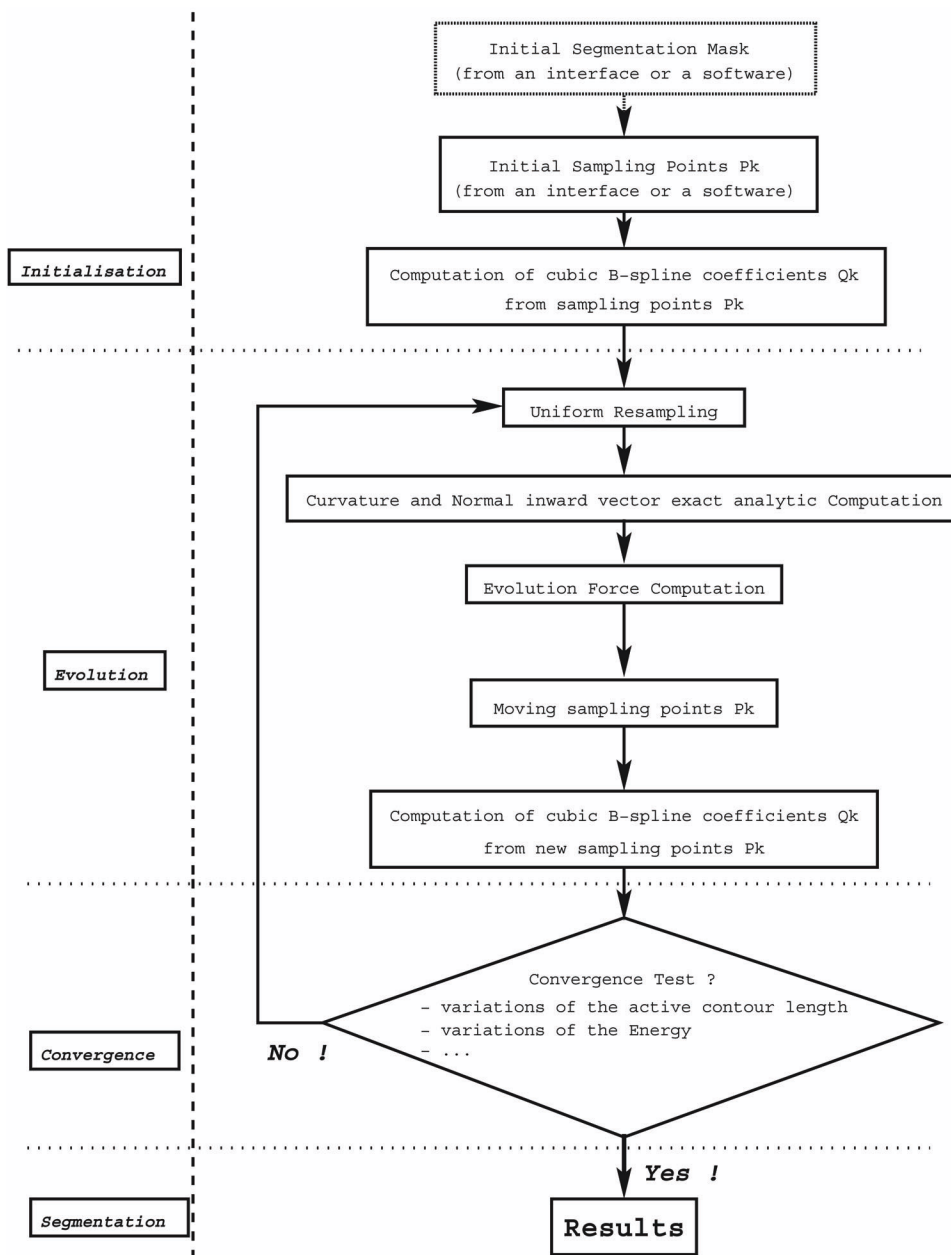 Initial Segmentation Mask
(from an interface or a software)
Initial Sampling Points Pk
(from an interface or a software)
Initialisation
Computation of cubic B-spline coefficients Qk
from sampling points Pk
Uniform Resampling
Curvature and Normal inward vector exact analytic Computation
Evolution Force Computation
Evolution
Moving sampling points Pk
Computation of cubic B-spline coefficients Qk
from new sampling points Pk
Convergence Test ?
- variations of the active contour length
- variations of the Energy
- ...
Convergence
No !
Yes !
Segmentation
Results